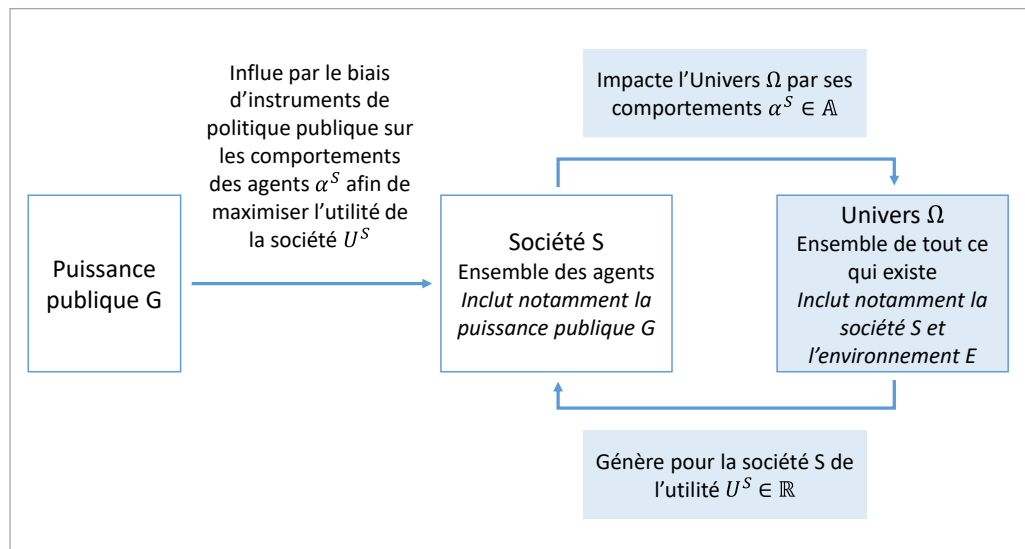 Influe par le biais
d’instruments de
politique publique sur
les comportements
des agents α^S afin de
maximiser l’utilité de
la société U^S
Impacte l’Univers Ω par ses
comportements α^S ∈ 𝔸
Puissance
publique G
Société S
Ensemble des agents
Inclut notamment la
puissance publique G
Univers Ω
Ensemble de tout ce
qui existe
Inclut notamment la
société S et
l’environnement E
Génère pour la société S de
l’utilité U^S ∈ ℝ